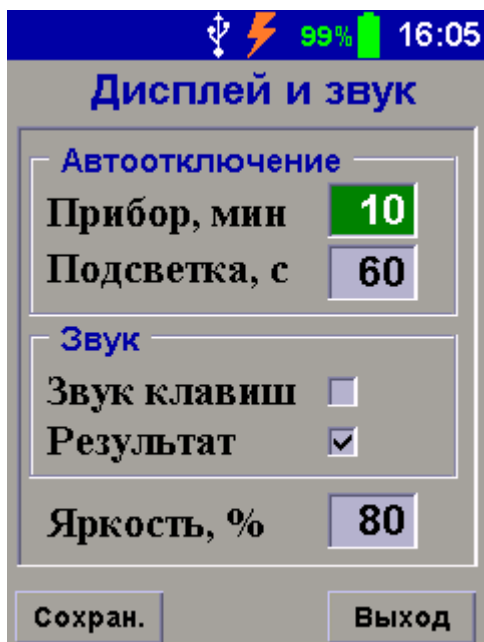 99% 16:05
Дисплей и звук
Автоотключение
Прибор, мин 10
Подсветка, с 60
Звук
Звук клавиш
Результат
Яркость, % 80
Сохран. Выход